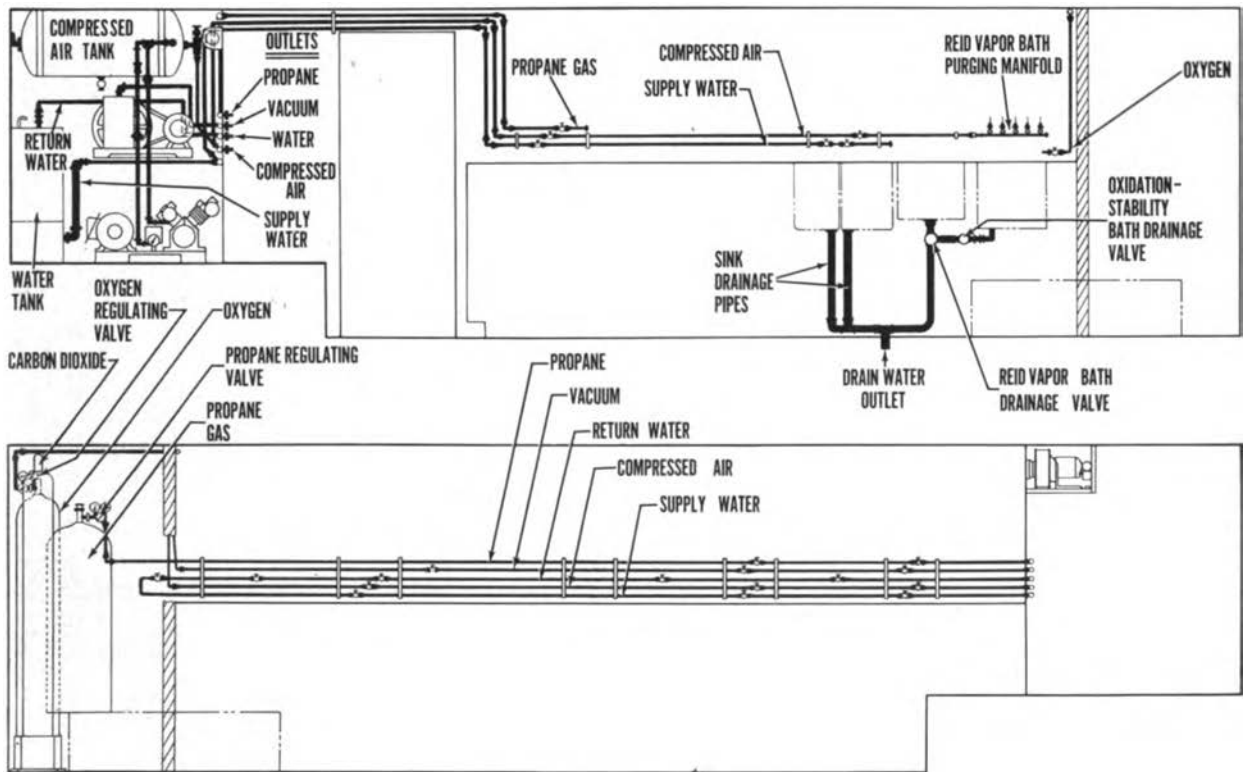 COMPRESSED
AIR TANK
OUTLETS
PROPANE
VACUUM
WATER
COMPRESSED
AIR
RETURN
WATER
SUPPLY
WATER
WATER
TANK
PROPANE GAS
COMPRESSED AIR
SUPPLY WATER
REID VAPOR BATH
PURGING MANIFOLD
OXYGEN
OXIDATION-
STABILITY
BATH DRAINAGE
VALVE
SINK
DRAINAGE
PIPES
DRAIN WATER
OUTLET
REID VAPOR BATH
DRAINAGE VALVE
OXYGEN
REGULATING
VALVE
OXYGEN
CARBON DIOXIDE
PROPANE REGULATING
VALVE
PROPANE
GAS
PROPANE
VACUUM
RETURN WATER
COMPRESSED AIR
SUPPLY WATER